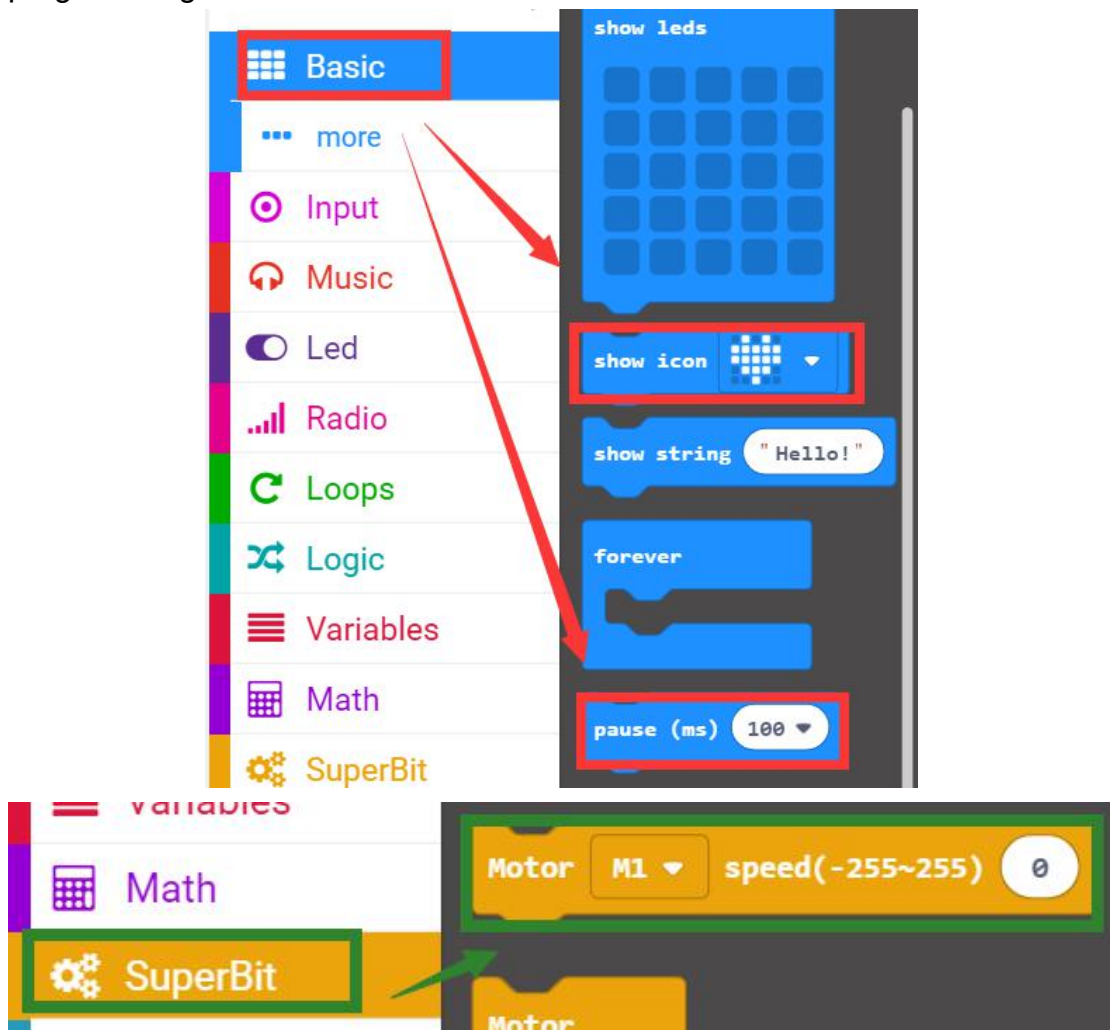 show leds
Basic
more
Input
Music
show icon
Led
Radio
show string "Hello!"
Loops
Logic
forever
Variables
Math
pause (ms) 100
SuperBit
Variables
Motor M1 speed(-255~255) 0
Math
SuperBit
Motor